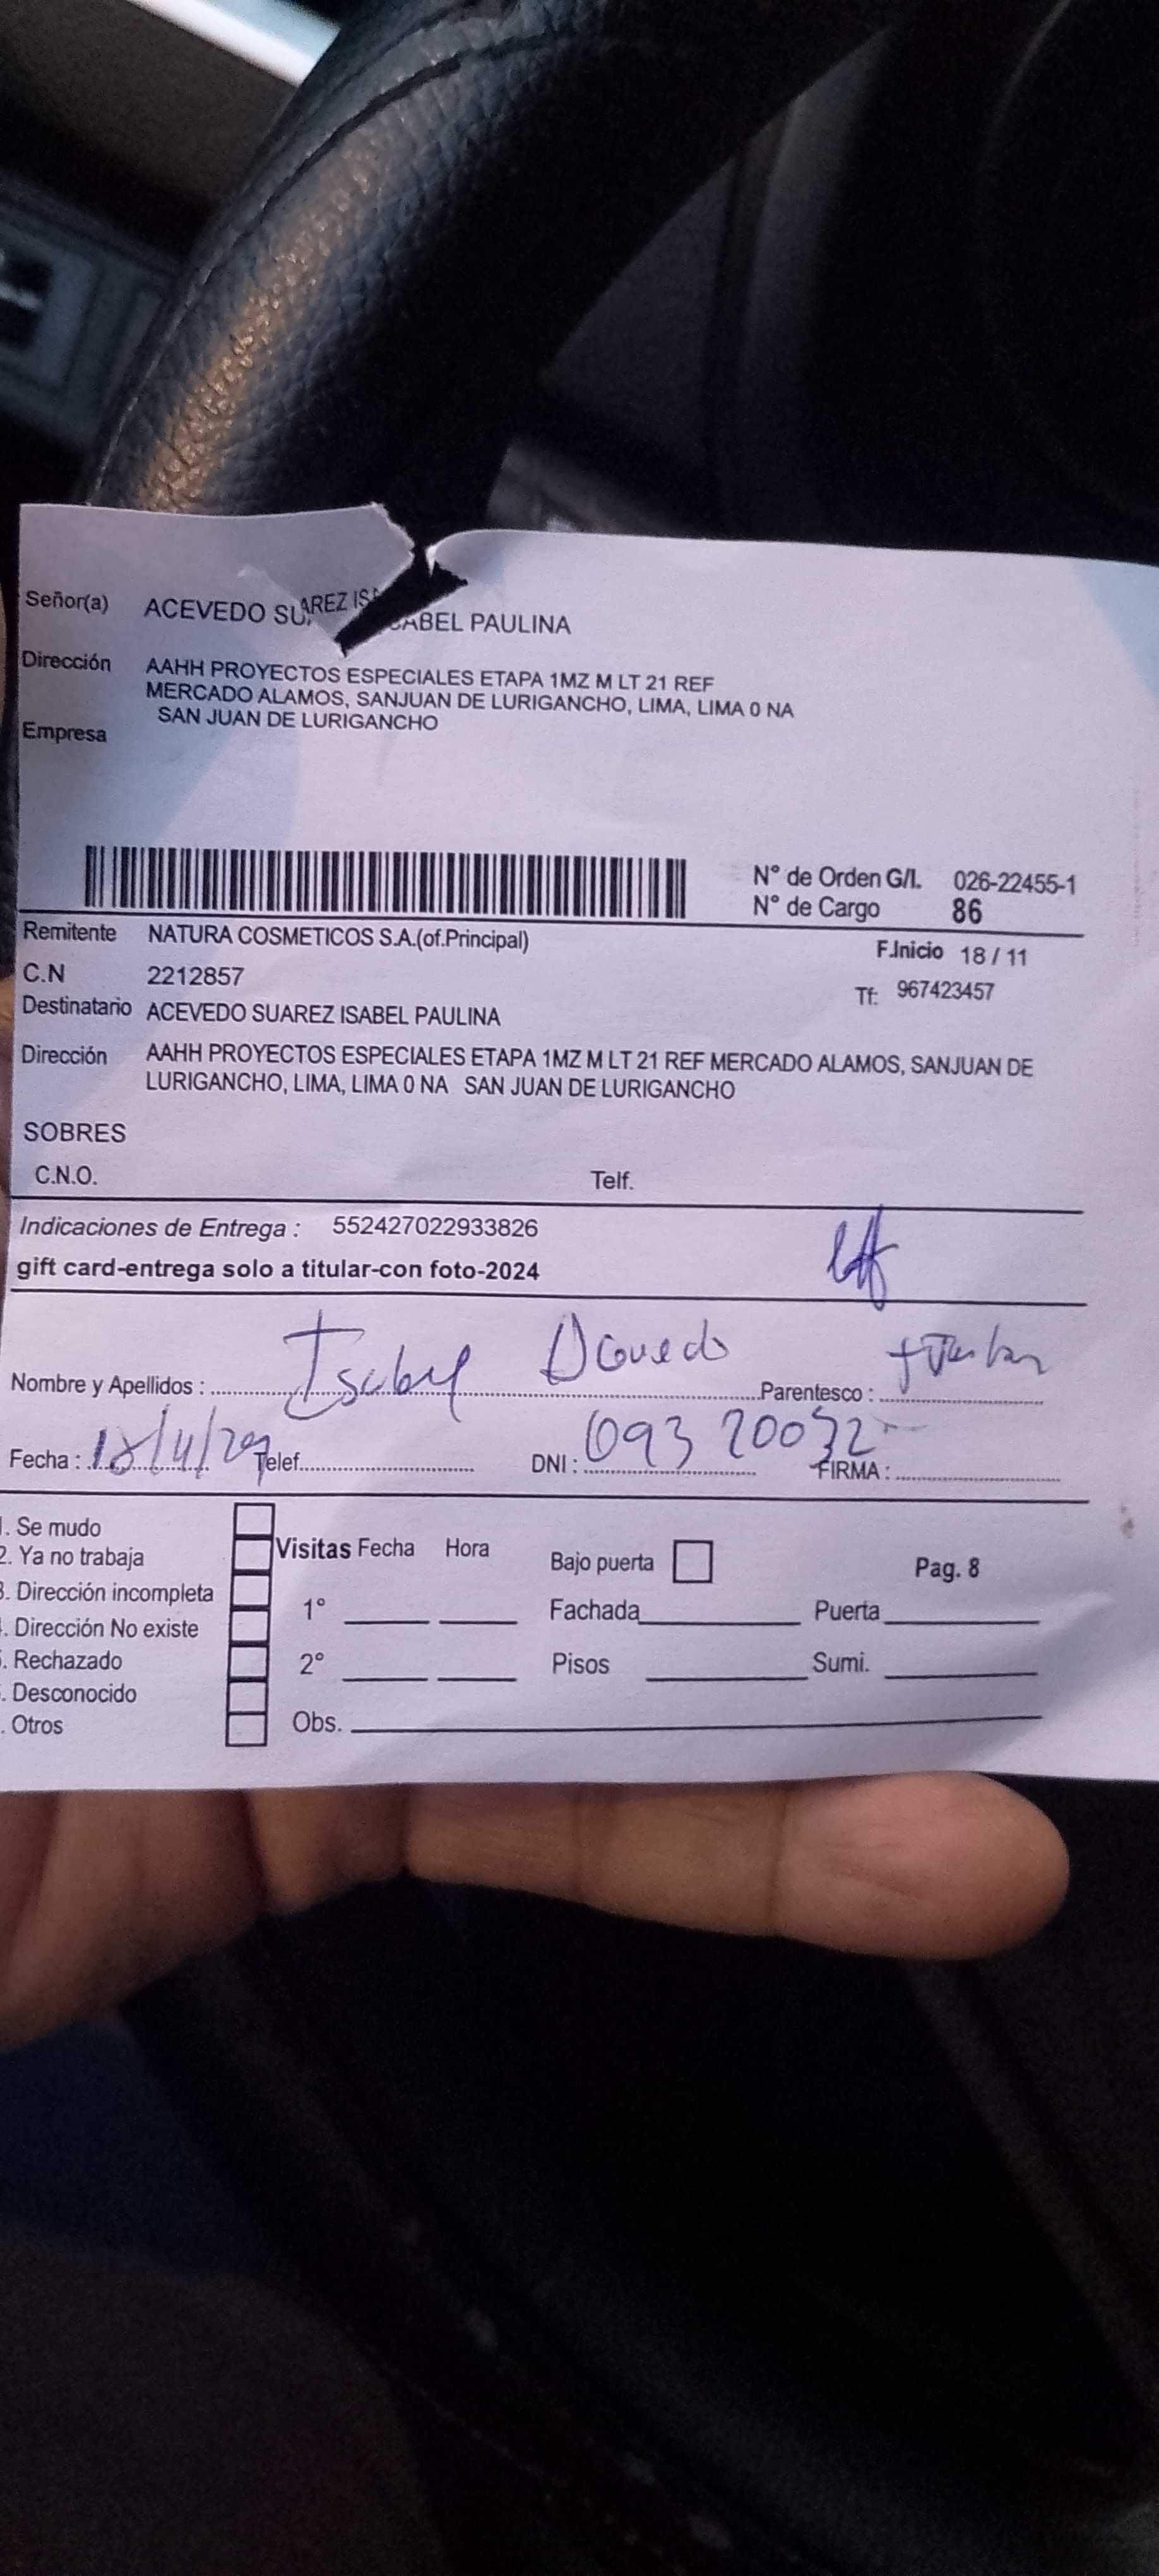 Señor(a) ACEVEDO SU AREZ IS ISABEL PAULINA
Dirección AAHH PROYECTOS ESPECIALES ETAPA 1MZ M LT 21 REF
MERCADO ALAMOS, SANJUAN DE LURIGANCHO, LIMA, LIMA 0 NA
SAN JUAN DE LURIGANCHO
Empresa
N° de Orden G/I. 026-22455-1
N° de Cargo 86
Remitente NATURA COSMETICOS S.A.(of.Principal)
F.Inicio 18 / 11
C.N 2212857
Tf: 967423457
Destinatario ACEVEDO SUAREZ ISABEL PAULINA
Dirección AAHH PROYECTOS ESPECIALES ETAPA 1MZ M LT 21 REF MERCADO ALAMOS, SANJUAN DE
LURIGANCHO, LIMA, LIMA 0 NA SAN JUAN DE LURIGANCHO
SOBRES
C.N.O. Telf.
Indicaciones de Entrega : 552427022933826
gift card-entrega solo a titular-con foto-2024
Nombre y Apellidos : Isabel Parentesco :
Fecha : Telef. DNI : 09320032 FIRMA :
. Se mudo
2. Ya no trabaja
3. Dirección incompleta
. Dirección No existe
. Rechazado
. Desconocido
. Otros
Visitas Fecha Hora
1°
2°
Obs.
Bajo puerta Pag. 8
Fachada Puerta
Pisos Sumi.